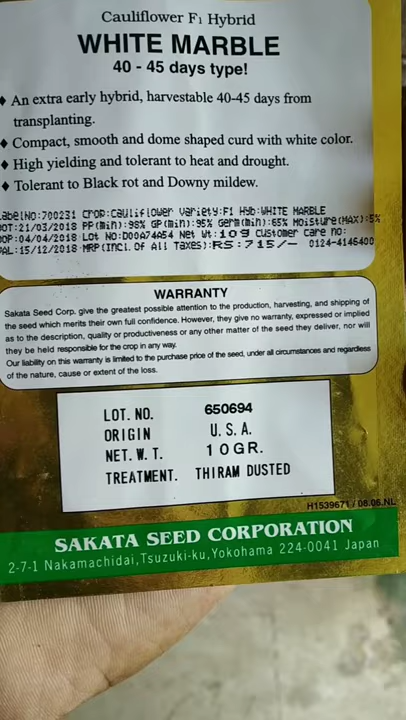 Cauliflower F₁ Hybrid
WHITE MARBLE
40 - 45 days type!
♦ An extra early hybrid, harvestable 40-45 days from
transplanting.
♦ Compact, smooth and dome shaped curd with white color.
♦ High yielding and tolerant to heat and drought.
♦ Tolerant to Black rot and Downy mildew.
abelNO:700231 CrOP:cauliflower Variety:F1 Hyb:WHITE MARBLE
DOT:21/03/2018 PP(min):98% GP(min):95% Germ(min):65% Moisture(MAX):5%
DOP:04/04/2018 Lot NO:D00A74054 Net Wt:10g customer care no:
AL:15/12/2018 MRP(Incl. Of All Taxes):RS:715/- 0124-4145400
WARRANTY
Sakata Seed Corp. give the greatest possible attention to the production, harvesting, and shipping of
the seed which merits their own full confidence. However, they give no warranty, expressed or implied
as to the description, quality or productiveness or any other matter of the seed they deliver, nor will
they be held responsible for the crop in any way.
Our liability on this warranty is limited to the purchase price of the seed, under all circumstances and regardless
of the nature, cause or extent of the loss.
LOT. NO. 650694
ORIGIN U. S. A.
NET. W. T. 10GR.
TREATMENT. THIRAM DUSTED
H1539671 / 08.06.NL
SAKATA SEED CORPORATION
2-7-1 Nakamachidai,Tsuzuki-ku,Yokohama 224-0041 Japan